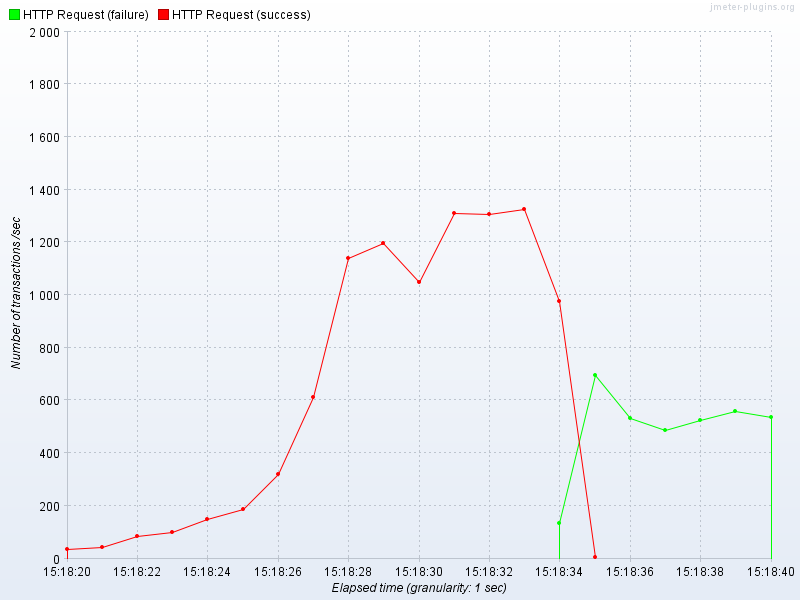 jmeter-plugins.org
HTTP Request (failure) HTTP Request (success)
2 000
1 800
1 600
1 400
1 200
1 000
800
600
400
200
0
Number of transactions /sec
15:18:20 15:18:22 15:18:24 15:18:26 15:18:28 15:18:30 15:18:32 15:18:34 15:18:36 15:18:38 15:18:40
Elapsed time (granularity: 1 sec)